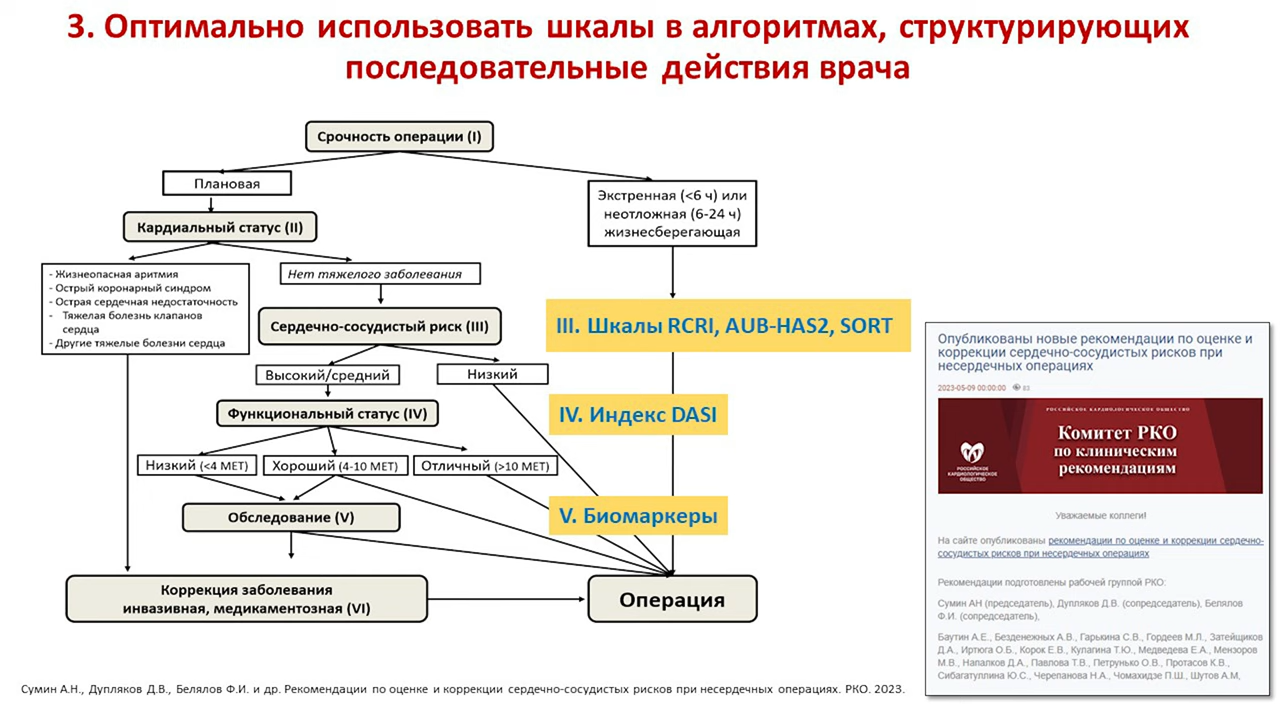 3. Оптимально использовать шкалы в алгоритмах, структурирующих
последовательные действия врача
Срочность операции (I)
Плановая
Экстренная (<6 ч) или
неотложная (6-24 ч)
жизнесберегающая
Кардиальный статус (II)
- Жизнеопасная аритмия
- Острый коронарный синдром
- Острая сердечная недостаточность
- Тяжелая болезнь клапанов
сердца
- Другие тяжелые болезни сердца
Нет тяжелого заболевания
Сердечно-сосудистый риск (III)
III. Шкалы RCRI, AUB-HAS2, SORT
Высокий/средний
Низкий
Функциональный статус (IV)
IV. Индекс DASI
Низкий (<4 МЕТ)
Хороший (4-10 МЕТ)
Отличный (>10 МЕТ)
Обследование (V)
V. Биомаркеры
Коррекция заболевания
инвазивная, медикаментозная (VI)
Операция
Опубликованы новые рекомендации по оценке и
коррекции сердечно-сосудистых рисков при
несердечных операциях
2023-05-09 00:00:00 83
РОССИЙСКОЕ КАРДИОЛОГИЧЕСКОЕ ОБЩЕСТВО
Комитет РКО
по клиническим
рекомендациям
РОССИЙСКОЕ
КАРДИОЛОГИЧЕСКОЕ
ОБЩЕСТВО
Уважаемые коллеги!
На сайте опубликованы рекомендации по оценке и коррекции сердечно-
сосудистых рисков при несердечных операциях
Рекомендации подготовлены рабочей группой РКО:
Сумин АН (председатель), Дупляков Д.В. (сопредседатель), Белялов
Ф.И. (сопредседатель),
Баутин А.Е., Безденежных А.В., Гарькина С.В., Гордеев М.Л., Затейщиков
Д.А., Иртюга О.Б., Корок Е.В., Кулагина Т.Ю., Медведева Е.А., Мензоров
М.В., Напалков Д.А., Павлова Т.В., Петрунько О.В., Протасов К.В.,
Сибагатуллина Ю.С., Черепанова Н.А., Чомахидзе П.Ш., Шутов А.М,
Сумин А.Н., Дупляков Д.В., Белялов Ф.И. и др. Рекомендации по оценке и коррекции сердечно-сосудистых рисков при несердечных операциях. РКО. 2023.